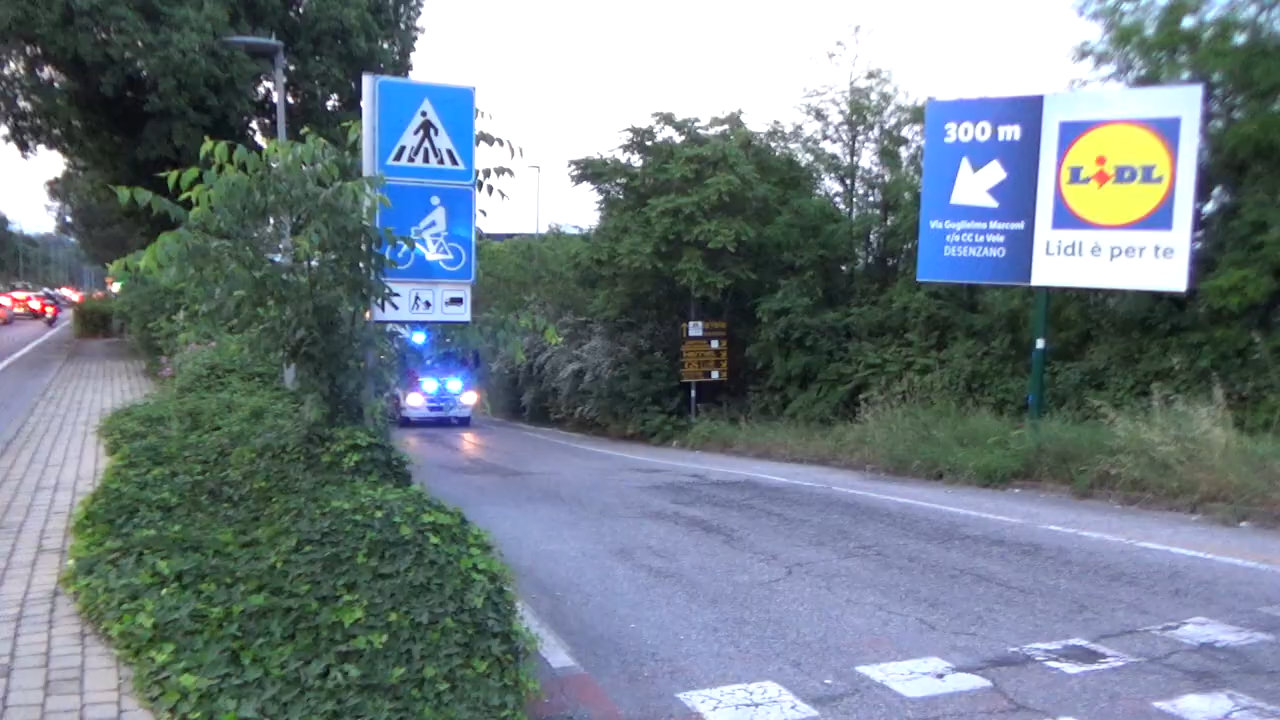 300 m
Via Guglielmo Marconi
c/o CC Le Vele
DESENZANO
LIDL
Lidl è per te